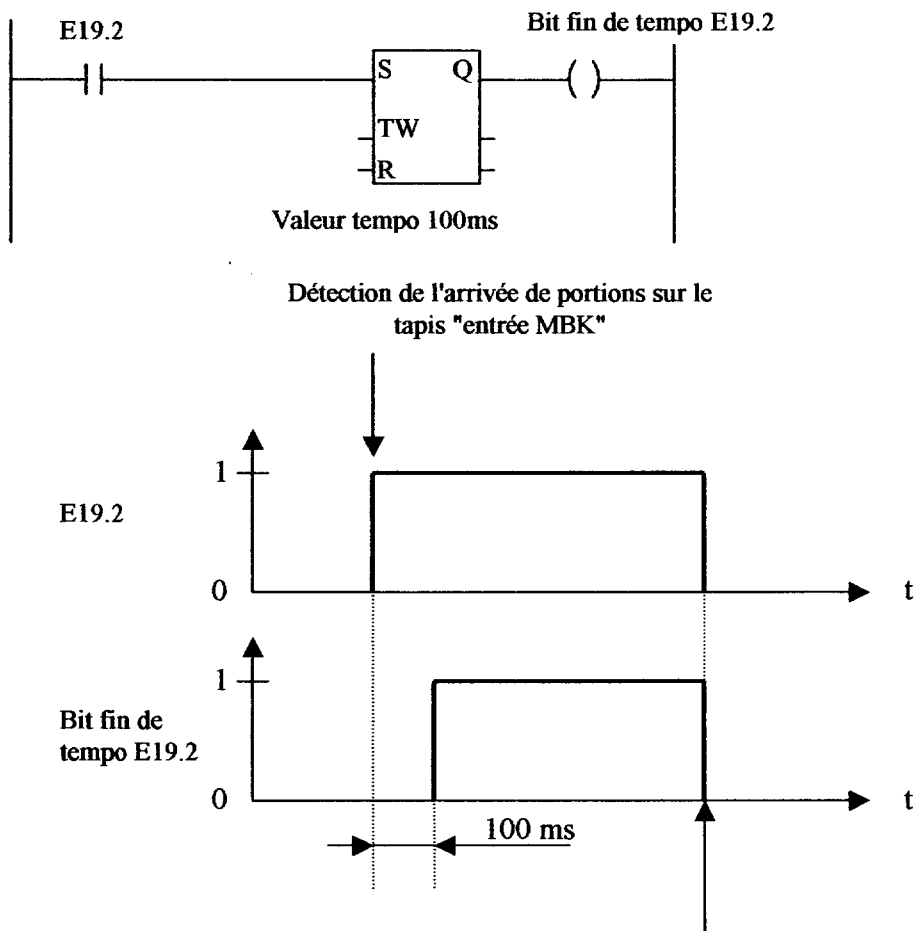 E19.2
Bit fin de tempo E19.2
S Q
TW
R
Valeur tempo 100ms
Détection de l'arrivée de portions sur le
tapis "entrée MBK"
1
E19.2
0
t
1
Bit fin de
tempo E19.2
0
t
100 ms